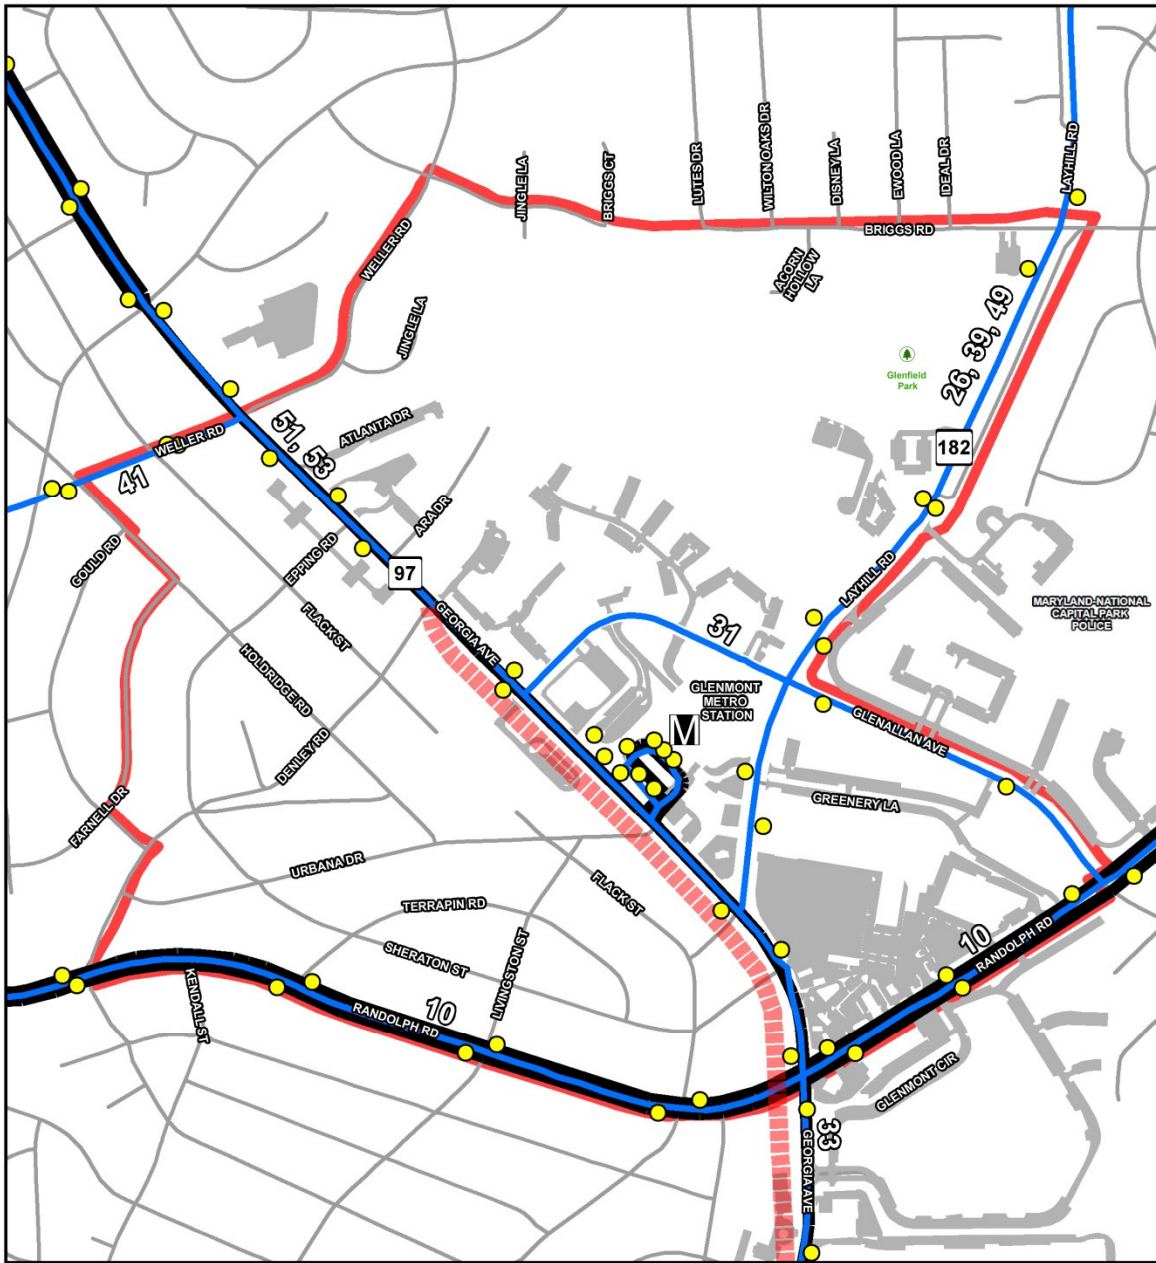 LAYHILL RD
JINGLE LA
BRIGGS CT
LUTES DR
WILTON OAKS DR
DISNEY LA
EWOOD LA
IDEAL DR
BRIGGS RD
WELLER RD
ACORN
HOLLOW
LA
JINGLE LA
26, 39, 49
Glenfield
Park
ATLANTA DR
WELLER RD
51, 53
182
41
ARA DR
EPPING RD
GOULD RD
97
LAYHILL RD
MARYLAND-NATIONAL
CAPITAL PARK
POLICE
FLACK ST
GEORGIA AVE
31
HOLDRIDGE RD
GLENMONT
METRO
STATION
M
GLENALLAN AVE
DENLEY RD
GREENERY LA
FARNELL DR
URBANA DR
FLACK ST
TERRAPIN RD
SHERATON ST
LIVINGSTON ST
10
RANDOLPH RD
KENDALL ST
10
RANDOLPH RD
GLENMONT CIR
33
GEORGIA AVE